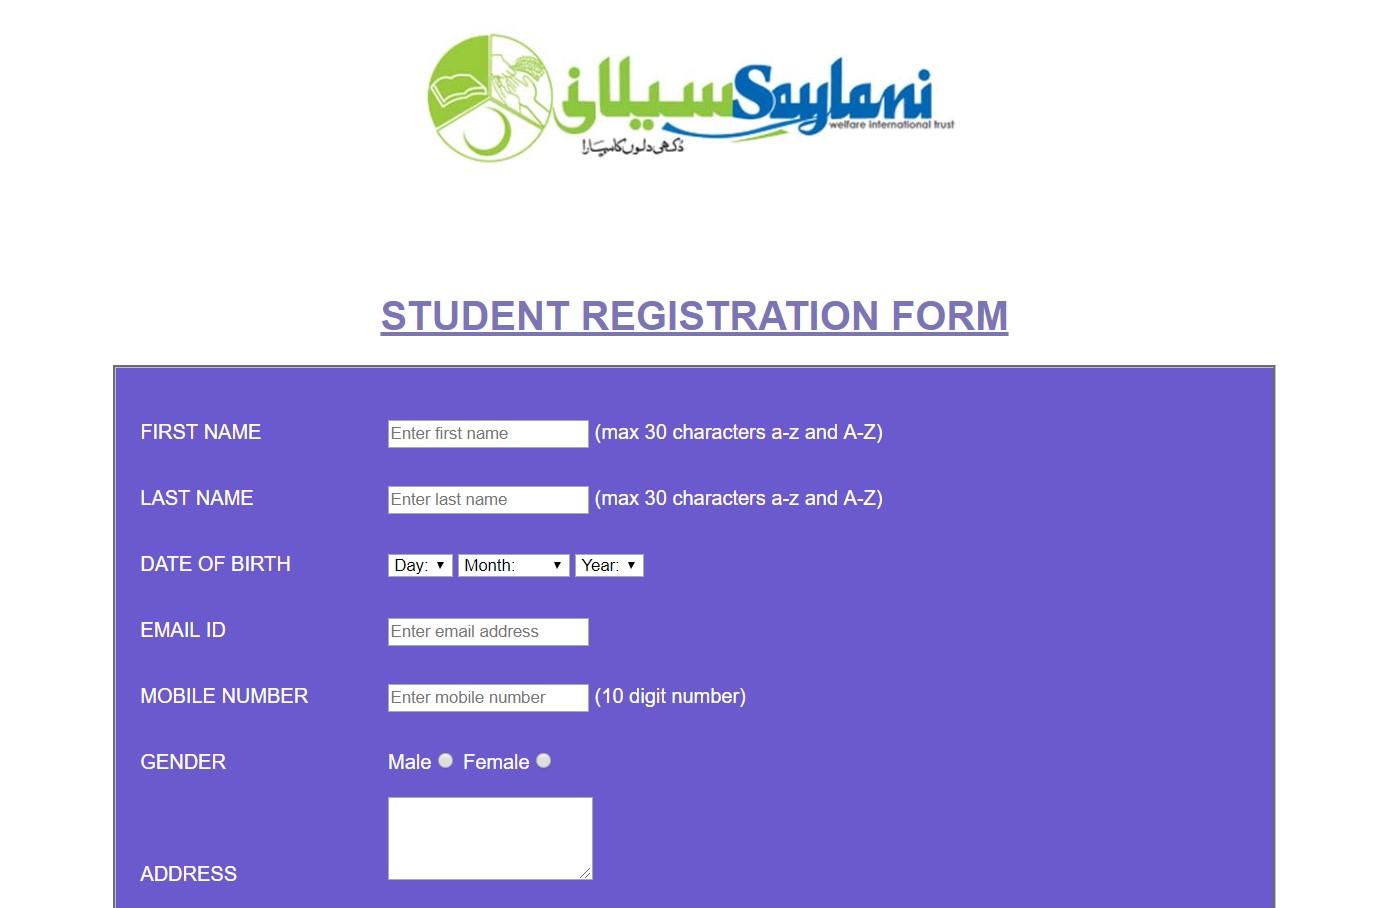 سیلانی Saylani
welfare international trust
دُکھی دلوں کا سہارا
STUDENT REGISTRATION FORM
FIRST NAME Enter first name (max 30 characters a-z and A-Z)
LAST NAME Enter last name (max 30 characters a-z and A-Z)
DATE OF BIRTH Day: Month: Year:
EMAIL ID Enter email address
MOBILE NUMBER Enter mobile number (10 digit number)
GENDER Male Female
ADDRESS